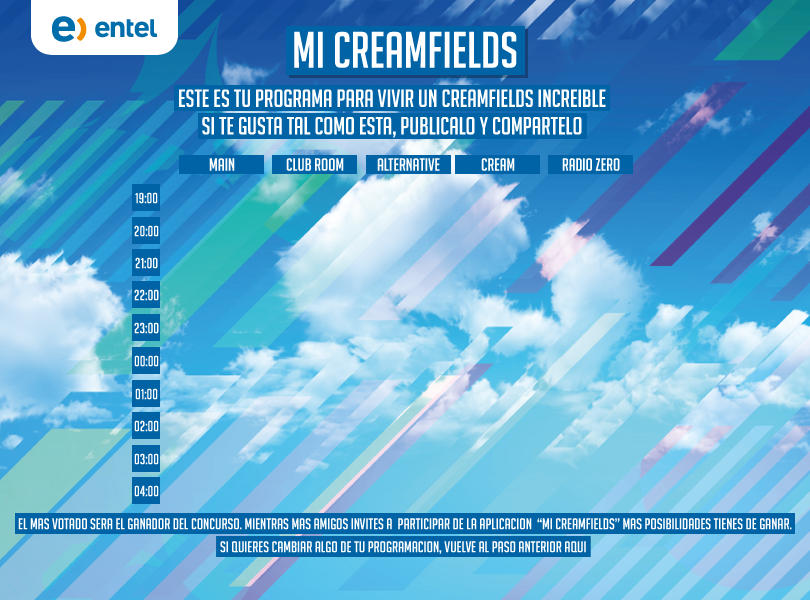 entel
MI CREAMFIELDS
ESTE ES TU PROGRAMA PARA VIVIR UN CREAMFIELDS INCREIBLE
SI TE GUSTA TAL COMO ESTA, PUBLICALO Y COMPARTELO
MAIN CLUB ROOM ALTERNATIVE CREAM RADIO ZERO
19:00
20:00
21:00
22:00
23:00
00:00
01:00
02:00
03:00
04:00
EL MAS VOTADO SERA EL GANADOR DEL CONCURSO. MIENTRAS MAS AMIGOS INVITES A PARTICIPAR DE LA APLICACION “MI CREAMFIELDS” MAS POSIBILIDADES TIENES DE GANAR.
SI QUIERES CAMBIAR ALGO DE TU PROGRAMACION, VUELVE AL PASO ANTERIOR AQUI